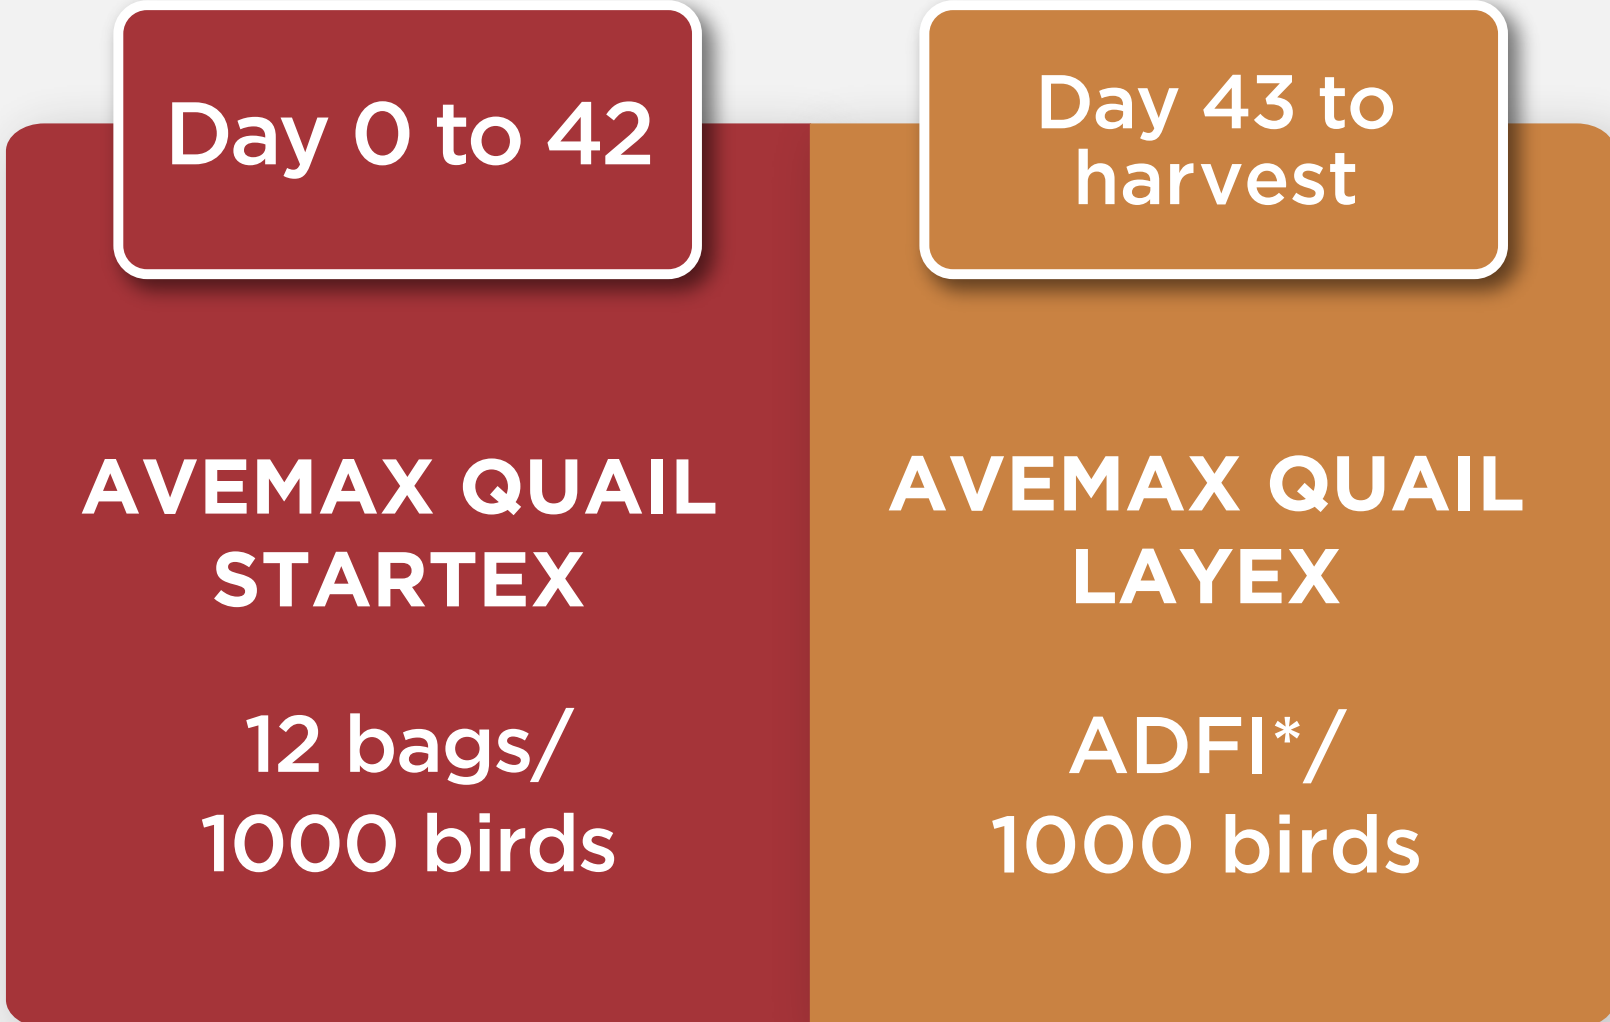 Day 0 to 42
AVEMAX QUAIL
STARTEX
12 bags/
1000 birds
Day 43 to
harvest
AVEMAX QUAIL
LAYEX
ADFI*/
1000 birds